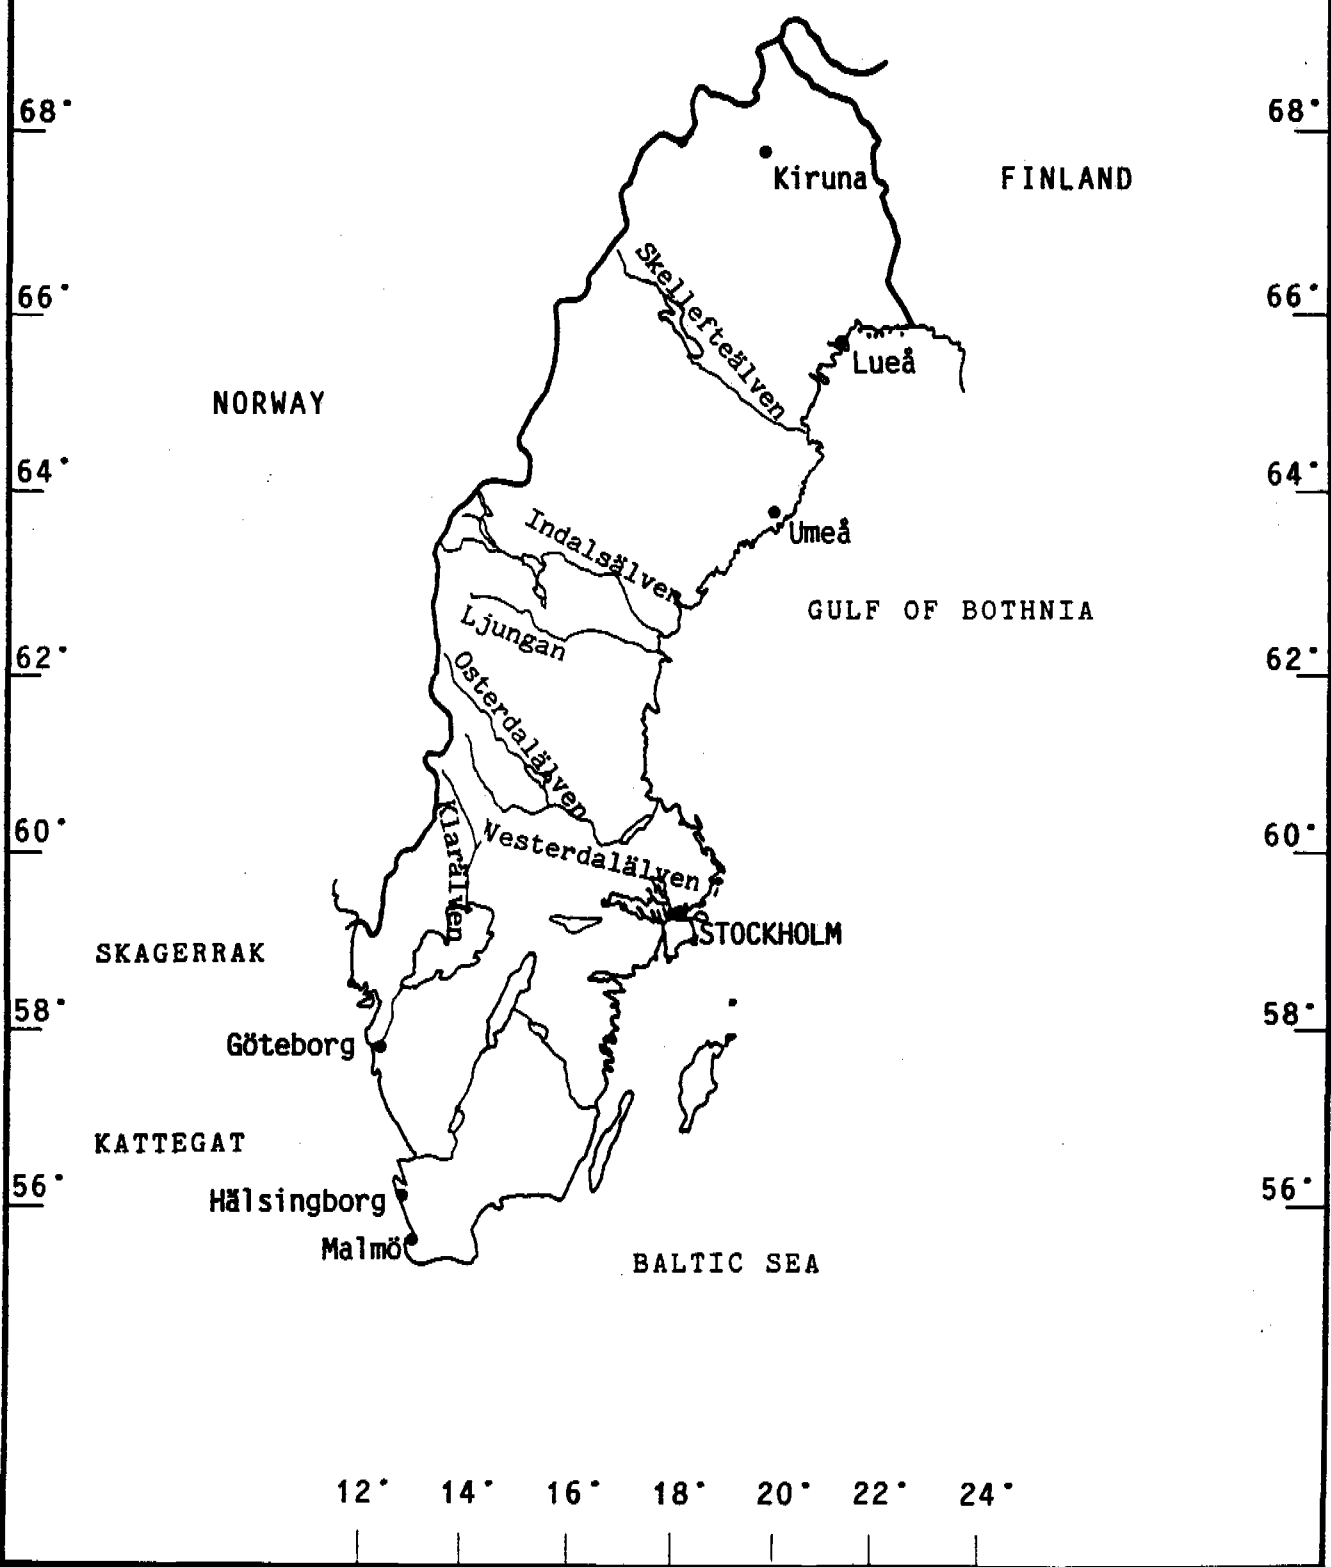 68° 68°
Kiruna FINLAND
Skellefteälven
66° 66°
Lueå
NORWAY
64° 64°
Indalsälven Umeå
GULF OF BOTHNIA
Ljungan
62° 62°
Osterdalälven
Klarälven
60° 60°
Westerdalälven
STOCKHOLM
SKAGERRAK
58° 58°
Göteborg
KATTEGAT
56° 56°
Hälsingborg
Malmö
BALTIC SEA
12° 14° 16° 18° 20° 22° 24°